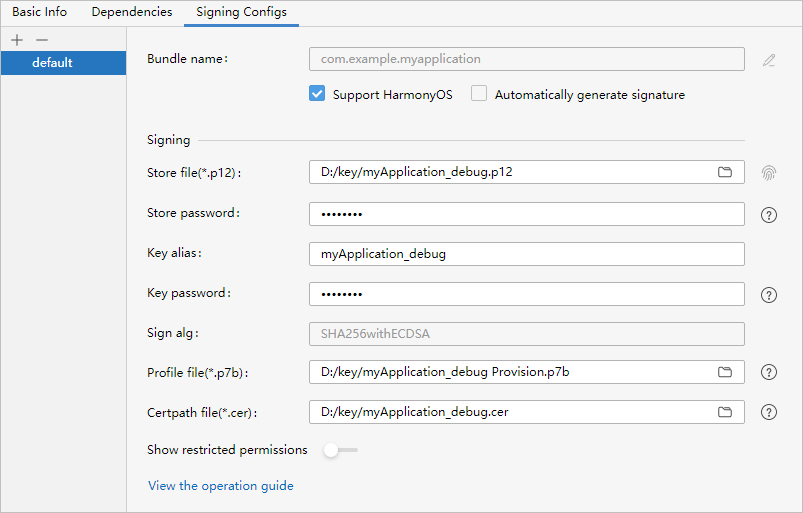 Basic Info Dependencies Signing Configs
default
Bundle name: com.example.myapplication
Support HarmonyOS Automatically generate signature
Signing
Store file(*.p12): D:/key/myApplication_debug.p12
Store password: ••••••••
Key alias: myApplication_debug
Key password: ••••••••
Sign alg: SHA256withECDSA
Profile file(*.p7b): D:/key/myApplication_debug Provision.p7b
Certpath file(*.cer): D:/key/myApplication_debug.cer
Show restricted permissions
View the operation guide